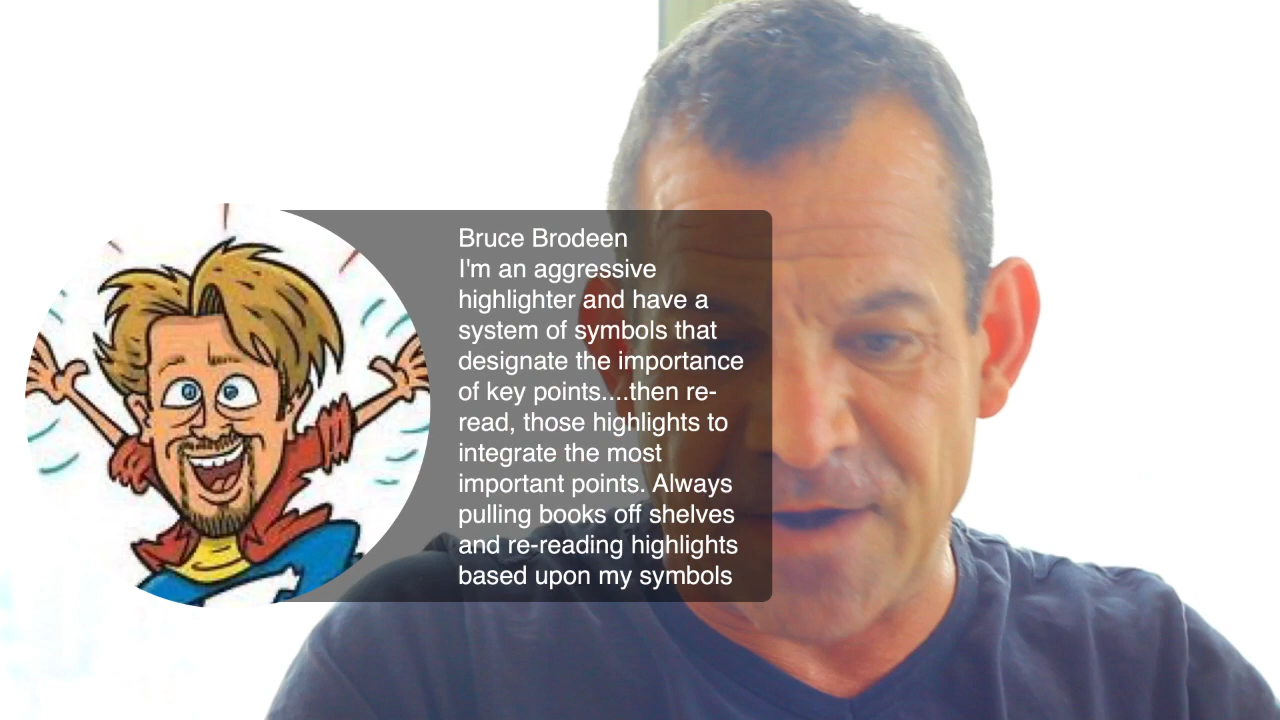 Bruce Brodeen
I'm an aggressive
highlighter and have a
system of symbols that
designate the importance
of key points....then re-
read, those highlights to
integrate the most
important points. Always
pulling books off shelves
and re-reading highlights
based upon my symbols